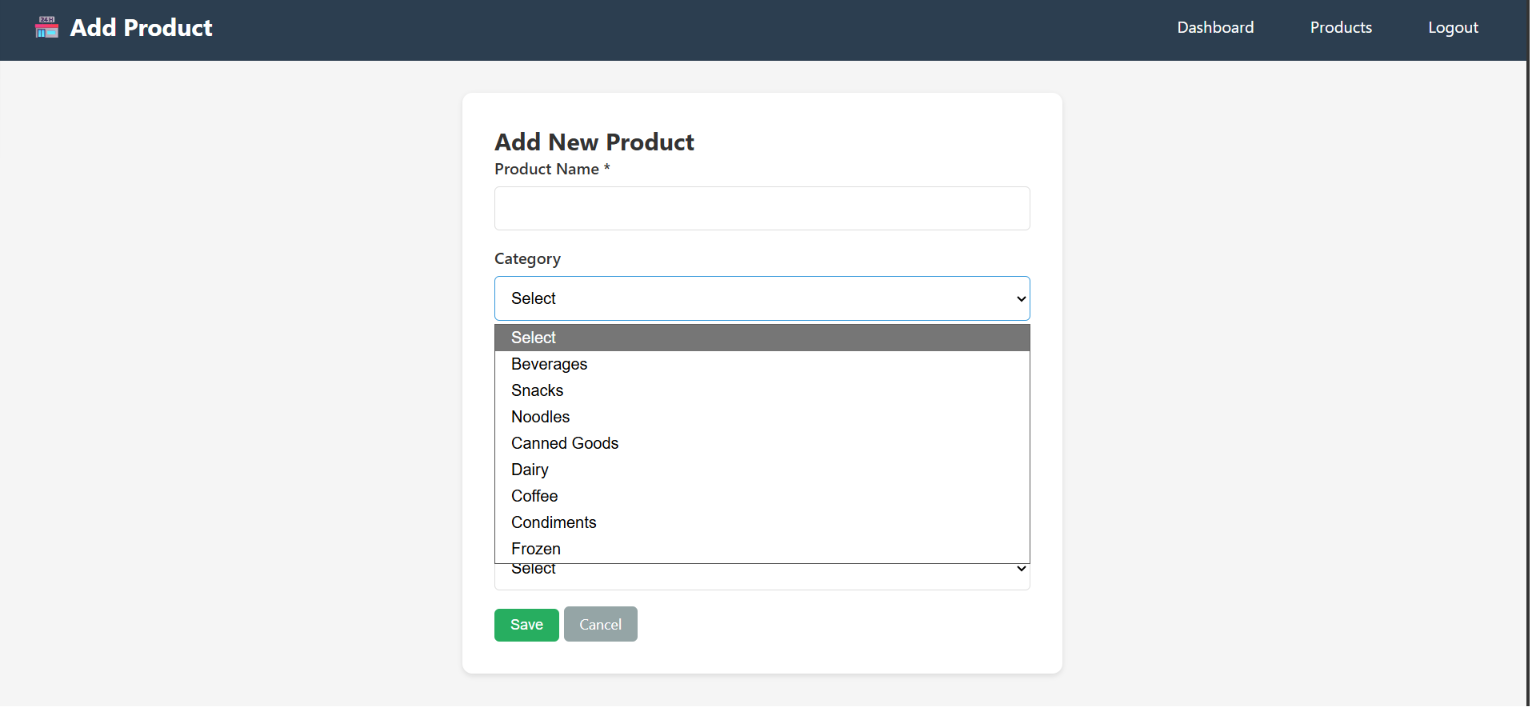 24H Add Product Dashboard Products Logout
Add New Product
Product Name *
Category
Select
Select
Beverages
Snacks
Noodles
Canned Goods
Dairy
Coffee
Condiments
Frozen
Select
Save Cancel